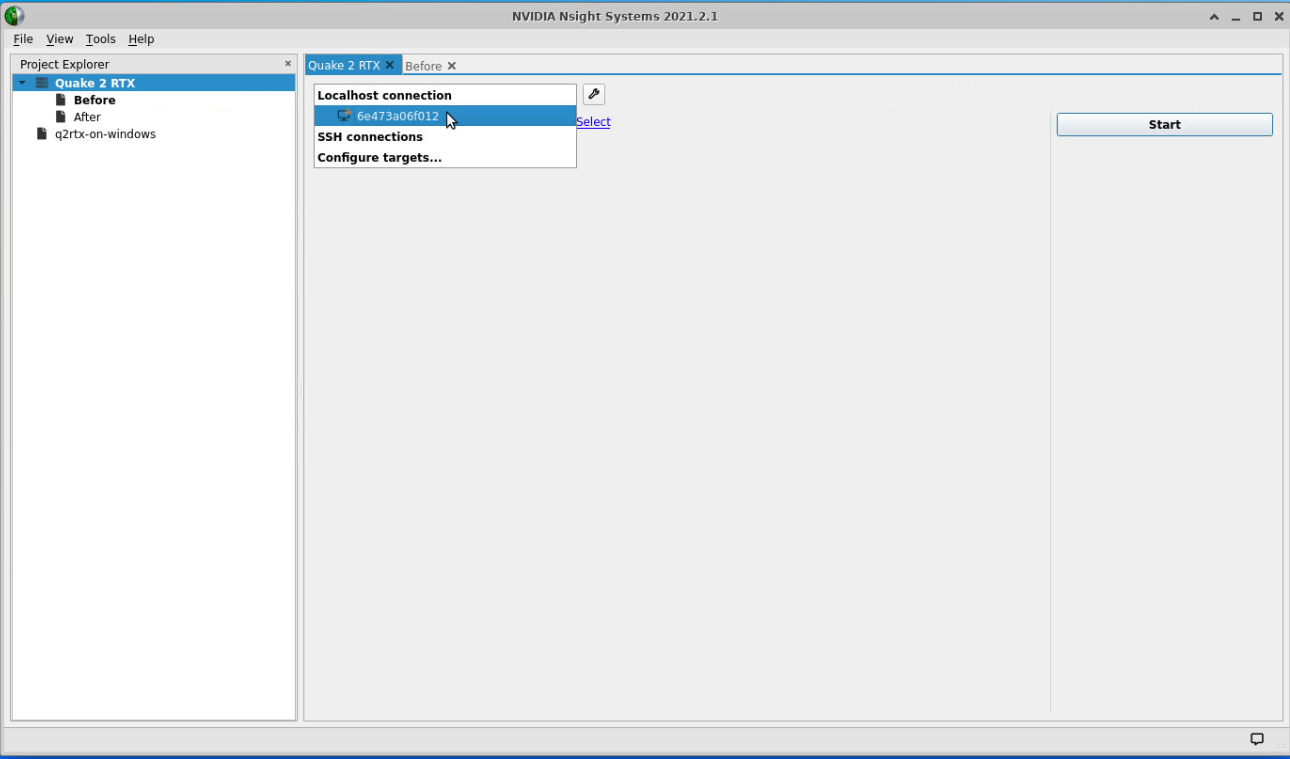 NVIDIA Nsight Systems 2021.2.1
File View Tools Help
Project Explorer
Quake 2 RTX
Before
After
q2rtx-on-windows
Quake 2 RTX Before
Localhost connection
6e473a06f012
Select
SSH connections
Configure targets...
Start